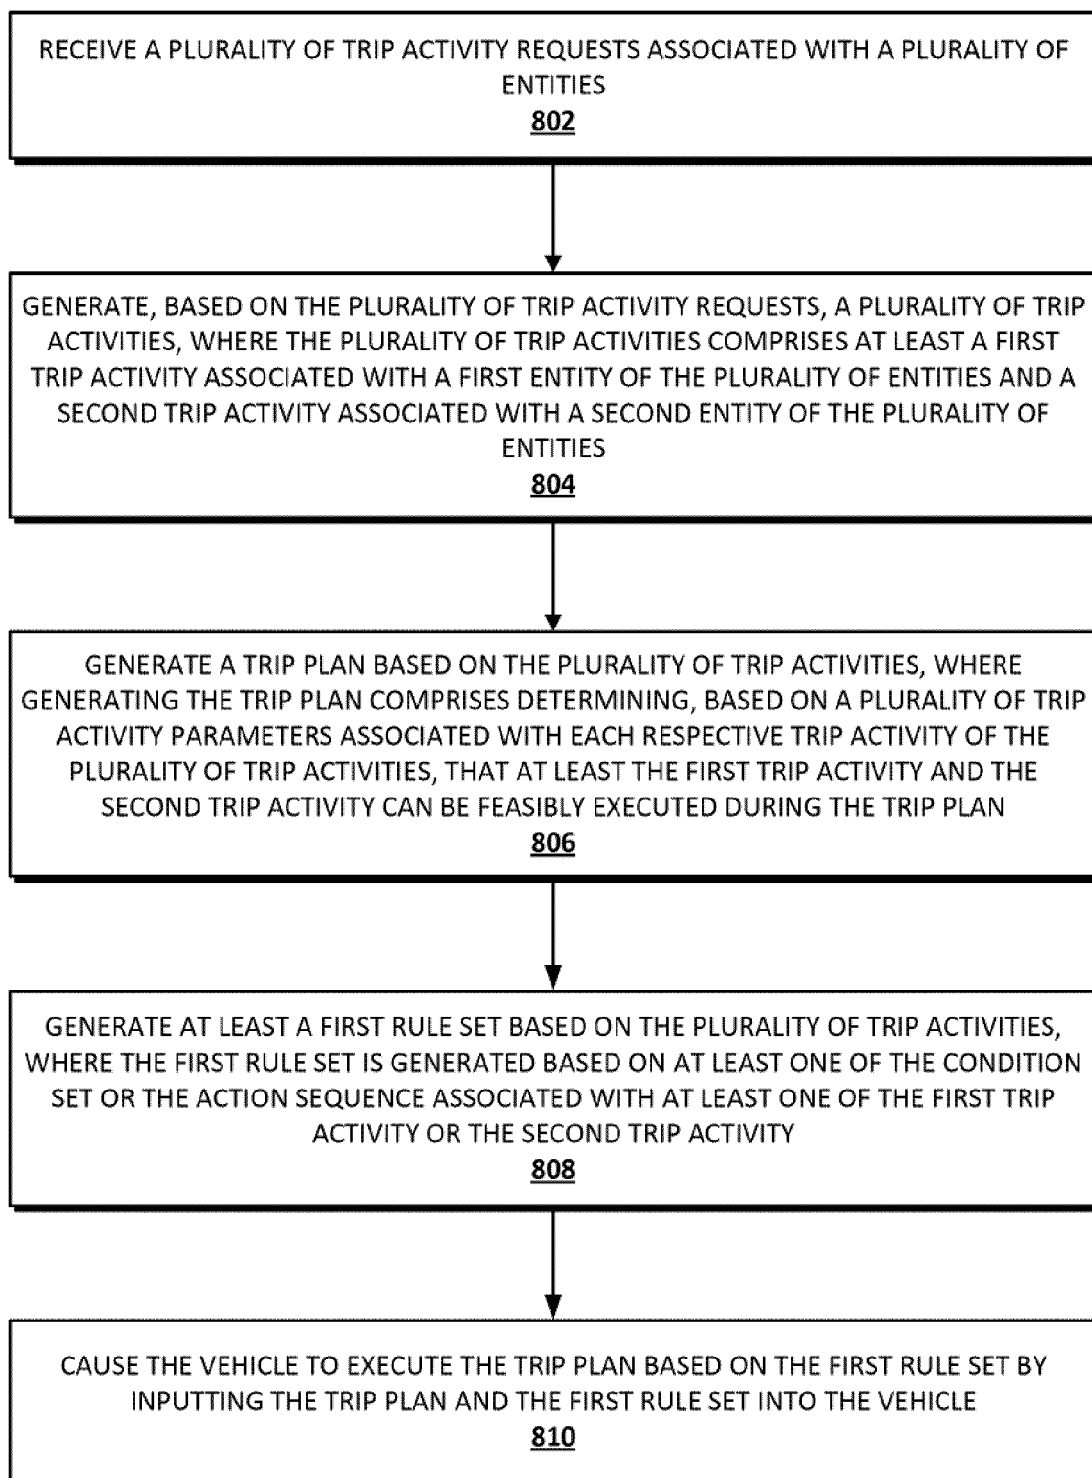 RECEIVE A PLURALITY OF TRIP ACTIVITY REQUESTS ASSOCIATED WITH A PLURALITY OF
ENTITIES
802
GENERATE, BASED ON THE PLURALITY OF TRIP ACTIVITY REQUESTS, A PLURALITY OF TRIP
ACTIVITIES, WHERE THE PLURALITY OF TRIP ACTIVITIES COMPRISES AT LEAST A FIRST
TRIP ACTIVITY ASSOCIATED WITH A FIRST ENTITY OF THE PLURALITY OF ENTITIES AND A
SECOND TRIP ACTIVITY ASSOCIATED WITH A SECOND ENTITY OF THE PLURALITY OF
ENTITIES
804
GENERATE A TRIP PLAN BASED ON THE PLURALITY OF TRIP ACTIVITIES, WHERE
GENERATING THE TRIP PLAN COMPRISES DETERMINING, BASED ON A PLURALITY OF TRIP
ACTIVITY PARAMETERS ASSOCIATED WITH EACH RESPECTIVE TRIP ACTIVITY OF THE
PLURALITY OF TRIP ACTIVITIES, THAT AT LEAST THE FIRST TRIP ACTIVITY AND THE
SECOND TRIP ACTIVITY CAN BE FEASIBLY EXECUTED DURING THE TRIP PLAN
806
GENERATE AT LEAST A FIRST RULE SET BASED ON THE PLURALITY OF TRIP ACTIVITIES,
WHERE THE FIRST RULE SET IS GENERATED BASED ON AT LEAST ONE OF THE CONDITION
SET OR THE ACTION SEQUENCE ASSOCIATED WITH AT LEAST ONE OF THE FIRST TRIP
ACTIVITY OR THE SECOND TRIP ACTIVITY
808
CAUSE THE VEHICLE TO EXECUTE THE TRIP PLAN BASED ON THE FIRST RULE SET BY
INPUTTING THE TRIP PLAN AND THE FIRST RULE SET INTO THE VEHICLE
810